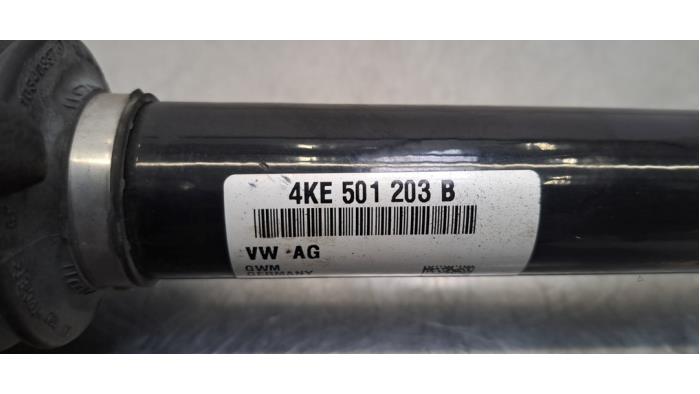 4KE 501 203 B
VW AG
GWM
GERMANY